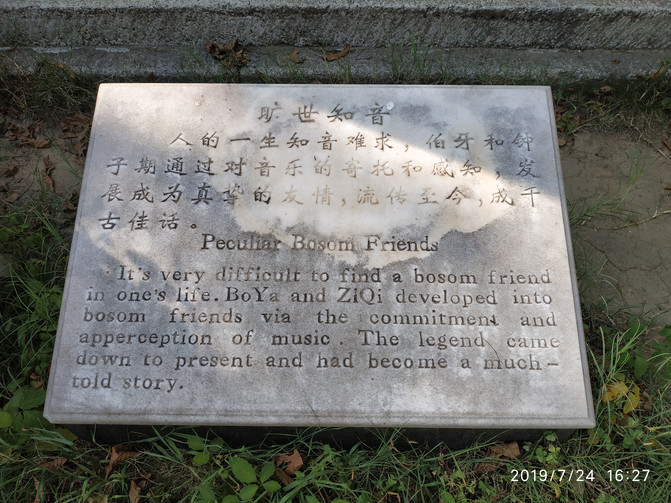 旷世知音
人的一生知音难求，伯牙和钟
子期通过对音乐的寄托和感知，发
展成为真挚的友情，流传至今，成千
古佳话。
Peculiar Bosom Friends
It's very difficult to find a bosom friend
in one's life. BoYa and ZiQi developed into
bosom friends via the commitment and
apperception of music. The legend came
down to present and had become a much-
told story.
2019/7/24 16:27